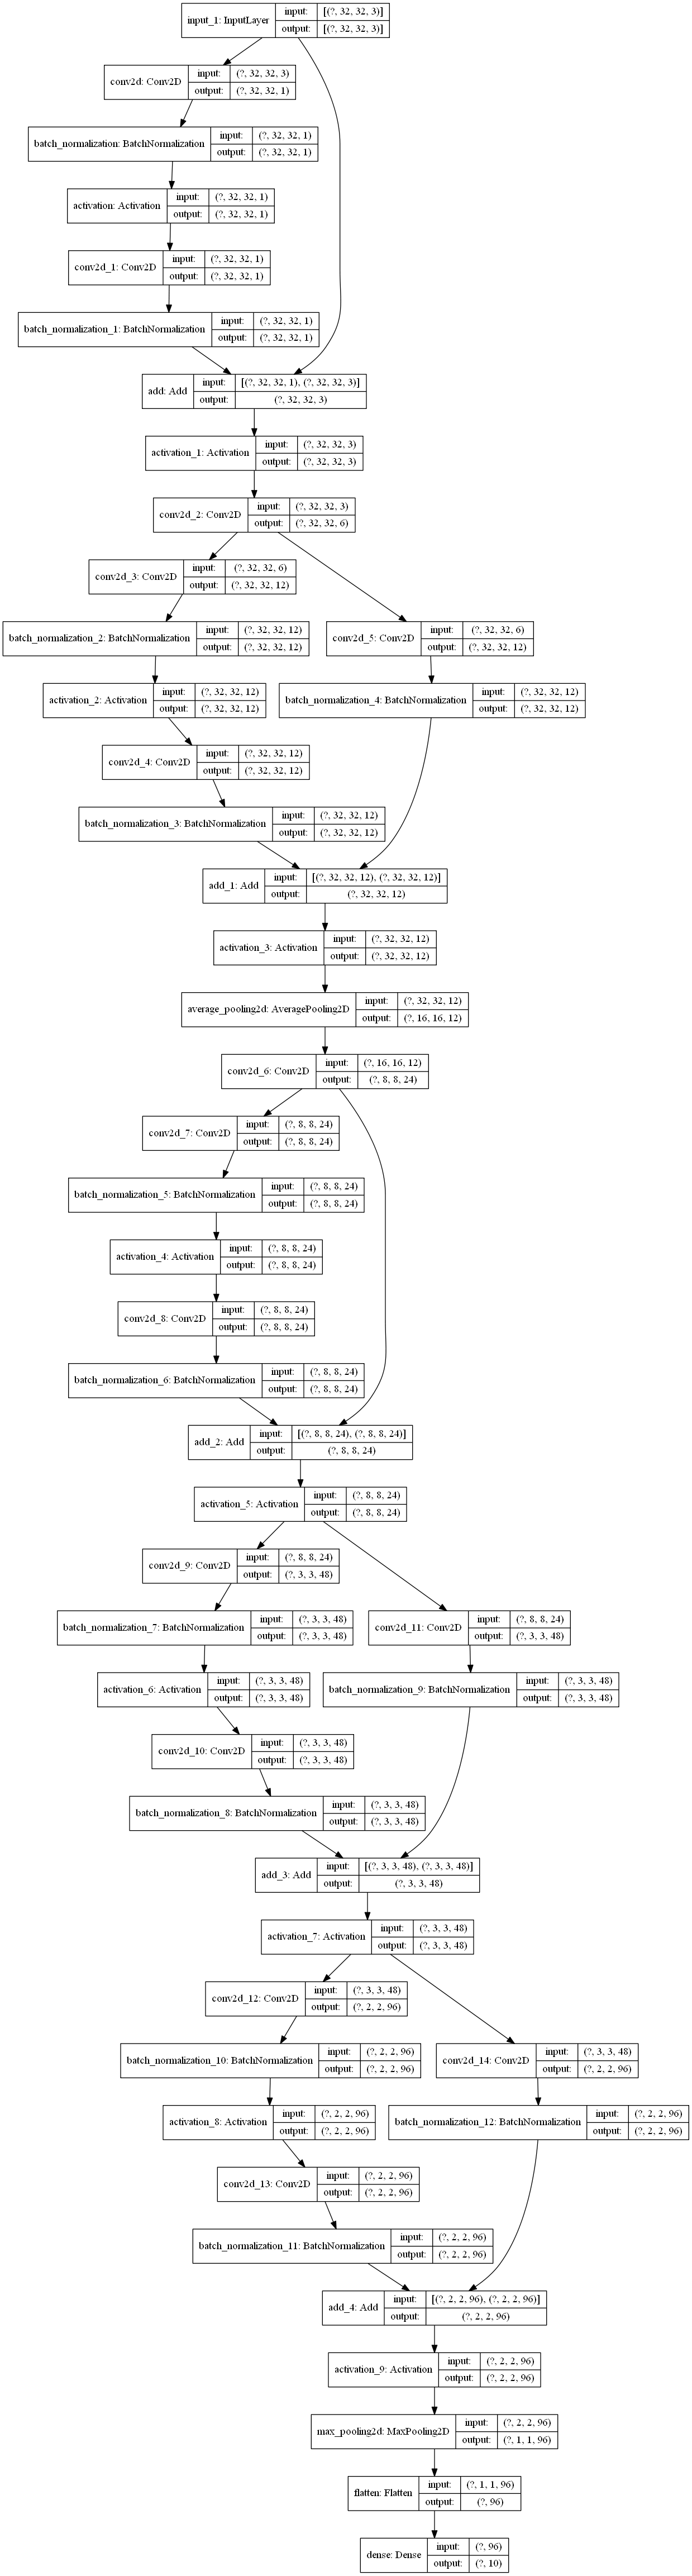 input_1: InputLayer
input: [(?, 32, 32, 3)]
output: [(?, 32, 32, 3)]
conv2d: Conv2D
input: (?, 32, 32, 3)
output: (?, 32, 32, 1)
batch_normalization: BatchNormalization
input: (?, 32, 32, 1)
output: (?, 32, 32, 1)
activation: Activation
input: (?, 32, 32, 1)
output: (?, 32, 32, 1)
conv2d_1: Conv2D
input: (?, 32, 32, 1)
output: (?, 32, 32, 1)
batch_normalization_1: BatchNormalization
input: (?, 32, 32, 1)
output: (?, 32, 32, 1)
add: Add
input: [(?, 32, 32, 1), (?, 32, 32, 3)]
output: (?, 32, 32, 3)
activation_1: Activation
input: (?, 32, 32, 3)
output: (?, 32, 32, 3)
conv2d_2: Conv2D
input: (?, 32, 32, 3)
output: (?, 32, 32, 6)
conv2d_3: Conv2D
input: (?, 32, 32, 6)
output: (?, 32, 32, 12)
batch_normalization_2: BatchNormalization
input: (?, 32, 32, 12)
output: (?, 32, 32, 12)
conv2d_5: Conv2D
input: (?, 32, 32, 6)
output: (?, 32, 32, 12)
activation_2: Activation
input: (?, 32, 32, 12)
output: (?, 32, 32, 12)
batch_normalization_4: BatchNormalization
input: (?, 32, 32, 12)
output: (?, 32, 32, 12)
conv2d_4: Conv2D
input: (?, 32, 32, 12)
output: (?, 32, 32, 12)
batch_normalization_3: BatchNormalization
input: (?, 32, 32, 12)
output: (?, 32, 32, 12)
add_1: Add
input: [(?, 32, 32, 12), (?, 32, 32, 12)]
output: (?, 32, 32, 12)
activation_3: Activation
input: (?, 32, 32, 12)
output: (?, 32, 32, 12)
average_pooling2d: AveragePooling2D
input: (?, 32, 32, 12)
output: (?, 16, 16, 12)
conv2d_6: Conv2D
input: (?, 16, 16, 12)
output: (?, 8, 8, 24)
conv2d_7: Conv2D
input: (?, 8, 8, 24)
output: (?, 8, 8, 24)
batch_normalization_5: BatchNormalization
input: (?, 8, 8, 24)
output: (?, 8, 8, 24)
activation_4: Activation
input: (?, 8, 8, 24)
output: (?, 8, 8, 24)
conv2d_8: Conv2D
input: (?, 8, 8, 24)
output: (?, 8, 8, 24)
batch_normalization_6: BatchNormalization
input: (?, 8, 8, 24)
output: (?, 8, 8, 24)
add_2: Add
input: [(?, 8, 8, 24), (?, 8, 8, 24)]
output: (?, 8, 8, 24)
activation_5: Activation
input: (?, 8, 8, 24)
output: (?, 8, 8, 24)
conv2d_9: Conv2D
input: (?, 8, 8, 24)
output: (?, 3, 3, 48)
batch_normalization_7: BatchNormalization
input: (?, 3, 3, 48)
output: (?, 3, 3, 48)
conv2d_11: Conv2D
input: (?, 8, 8, 24)
output: (?, 3, 3, 48)
activation_6: Activation
input: (?, 3, 3, 48)
output: (?, 3, 3, 48)
batch_normalization_9: BatchNormalization
input: (?, 3, 3, 48)
output: (?, 3, 3, 48)
conv2d_10: Conv2D
input: (?, 3, 3, 48)
output: (?, 3, 3, 48)
batch_normalization_8: BatchNormalization
input: (?, 3, 3, 48)
output: (?, 3, 3, 48)
add_3: Add
input: [(?, 3, 3, 48), (?, 3, 3, 48)]
output: (?, 3, 3, 48)
activation_7: Activation
input: (?, 3, 3, 48)
output: (?, 3, 3, 48)
conv2d_12: Conv2D
input: (?, 3, 3, 48)
output: (?, 2, 2, 96)
batch_normalization_10: BatchNormalization
input: (?, 2, 2, 96)
output: (?, 2, 2, 96)
conv2d_14: Conv2D
input: (?, 3, 3, 48)
output: (?, 2, 2, 96)
activation_8: Activation
input: (?, 2, 2, 96)
output: (?, 2, 2, 96)
batch_normalization_12: BatchNormalization
input: (?, 2, 2, 96)
output: (?, 2, 2, 96)
conv2d_13: Conv2D
input: (?, 2, 2, 96)
output: (?, 2, 2, 96)
batch_normalization_11: BatchNormalization
input: (?, 2, 2, 96)
output: (?, 2, 2, 96)
add_4: Add
input: [(?, 2, 2, 96), (?, 2, 2, 96)]
output: (?, 2, 2, 96)
activation_9: Activation
input: (?, 2, 2, 96)
output: (?, 2, 2, 96)
max_pooling2d: MaxPooling2D
input: (?, 2, 2, 96)
output: (?, 1, 1, 96)
flatten: Flatten
input: (?, 1, 1, 96)
output: (?, 96)
dense: Dense
input: (?, 96)
output: (?, 10)